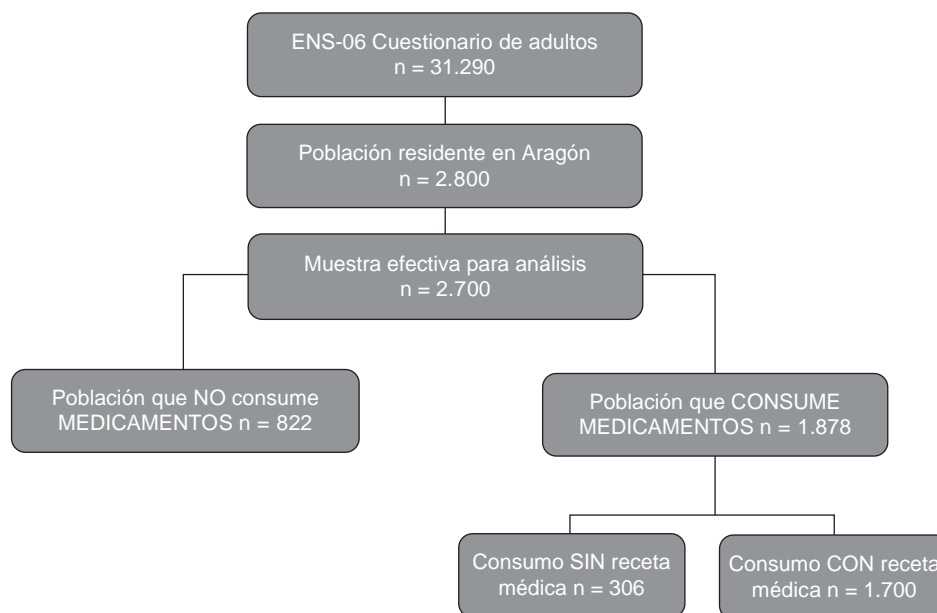 ENS-06 Cuestionario de adultos
n = 31.290
Población residente en Aragón
n = 2.800
Muestra efectiva para análisis
n = 2.700
Población que NO consume
MEDICAMENTOS n = 822
Población que CONSUME
MEDICAMENTOS n = 1.878
Consumo SIN receta
médica n = 306
Consumo CON receta
médica n = 1.700